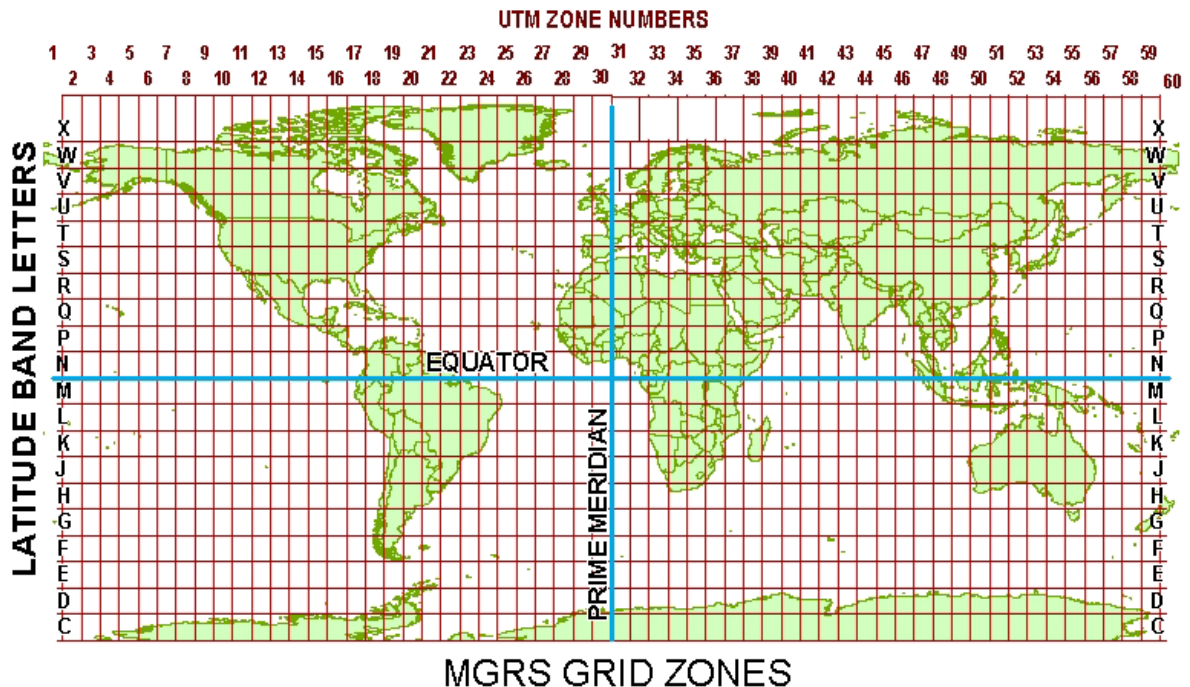 UTM ZONE NUMBERS
1 3 5 7 9 11 13 15 17 19 21 23 25 27 29 31 33 35 37 39 41 43 45 47 49 51 53 55 57 59
2 4 6 8 10 12 14 16 18 20 22 24 26 28 30 32 34 36 38 40 42 44 46 48 50 52 54 56 58 60
LATITUDE BAND LETTERS
X X
W W
V V
U U
T T
S S
R R
Q Q
P P
N EQUATOR N
M M
L L
K K
J J
H H
G G
F F
E E
D D
C C
PRIME MERIDIAN
MGRS GRID ZONES